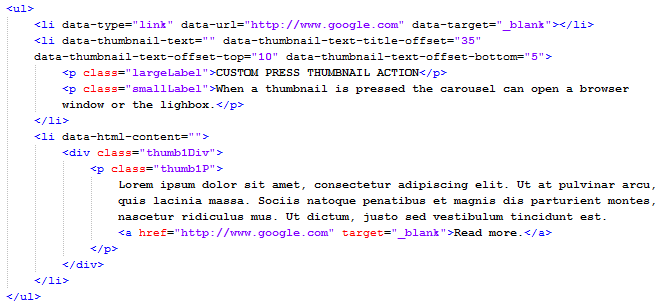 <ul>
<li data-type="link" data-url="http://www.google.com" data-target="_blank"></li>
<li data-thumbnail-text="" data-thumbnail-text-title-offset="35"
data-thumbnail-text-offset-top="10" data-thumbnail-text-offset-bottom="5">
<p class="largeLabel">CUSTOM PRESS THUMBNAIL ACTION</p>
<p class="smallLabel">When a thumbnail is pressed the carousel can open a browser
window or the lighbox.</p>
</li>
<li data-html-content="">
<div class="thumb1Div">
<p class="thumb1P">
Lorem ipsum dolor sit amet, consectetur adipiscing elit. Ut at pulvinar arcu,
quis lacinia massa. Sociis natoque penatibus et magnis dis parturient montes,
nascetur ridiculus mus. Ut dictum, justo sed vestibulum tincidunt est.
<a href="http://www.google.com" target="_blank">Read more.</a>
</p>
</div>
</li>
</ul>